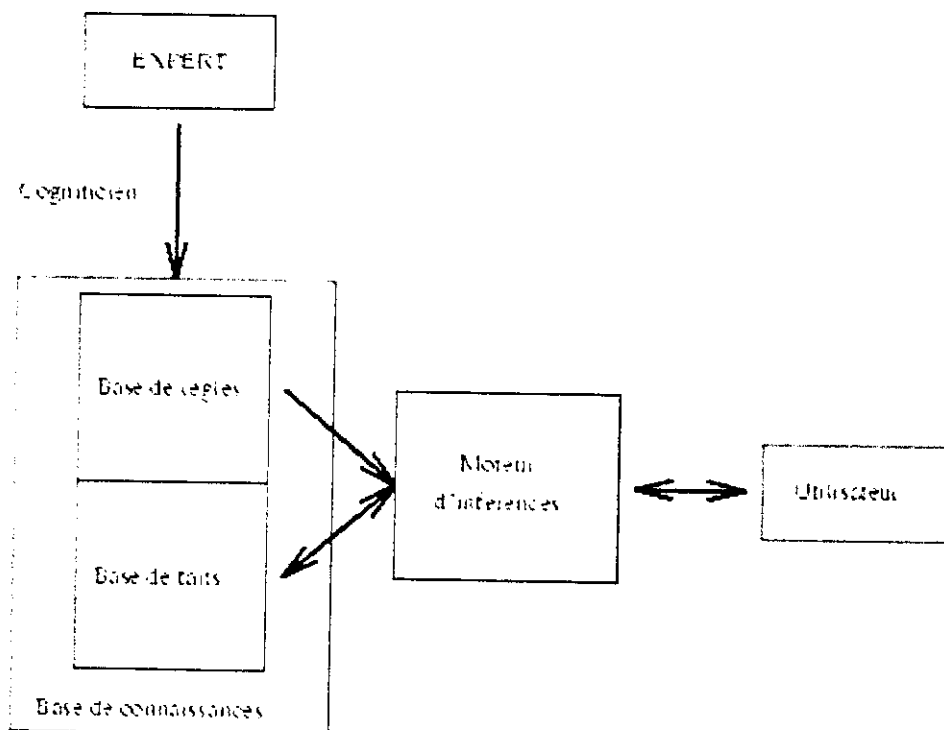 EXPERT
Cogniticien
Base de règles
Moteur
d'inférences
Utilisateur
Base de faits
Base de connaissances